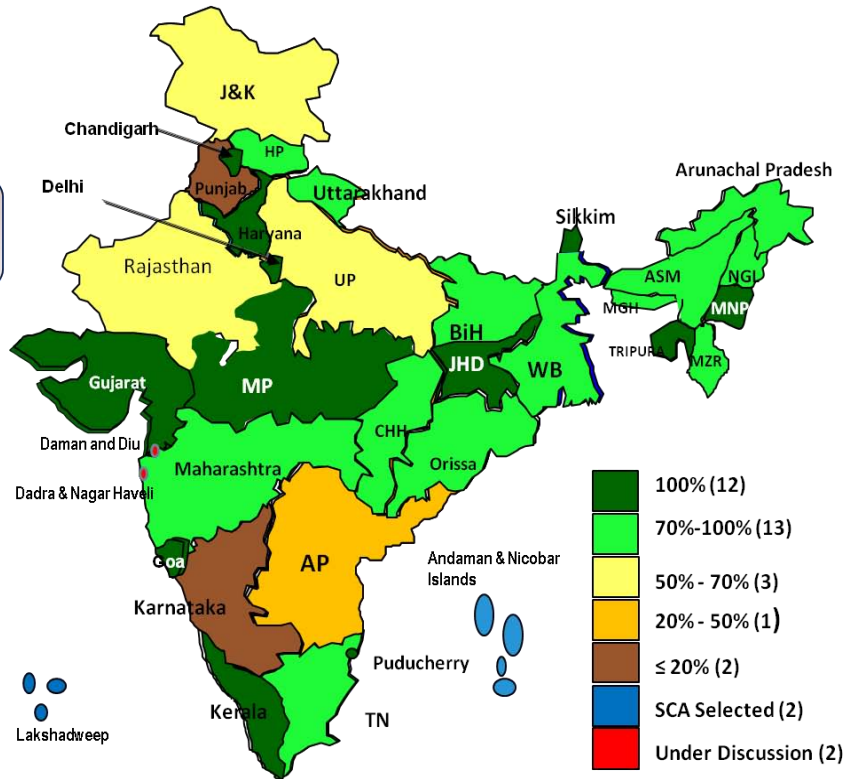 J&K
Chandigarh
HP
Arunachal Pradesh
Delhi
Punjab
Uttarakhand
Sikkim
Haryana
Rajasthan
UP
ASM
NGL
MGH
MNP
BiH
TRIPURA
MZR
JHD
WB
Gujarat
MP
CHH
Daman and Diu
Maharashtra
Orissa
Dadra & Nagar Haveli
100% (12)
70%-100% (13)
50% - 70% (3)
20% - 50% (1)
≤ 20% (2)
SCA Selected (2)
Under Discussion (2)
Goa
AP
Andaman & Nicobar
Islands
Karnataka
Puducherry
Kerala
TN
Lakshadweep